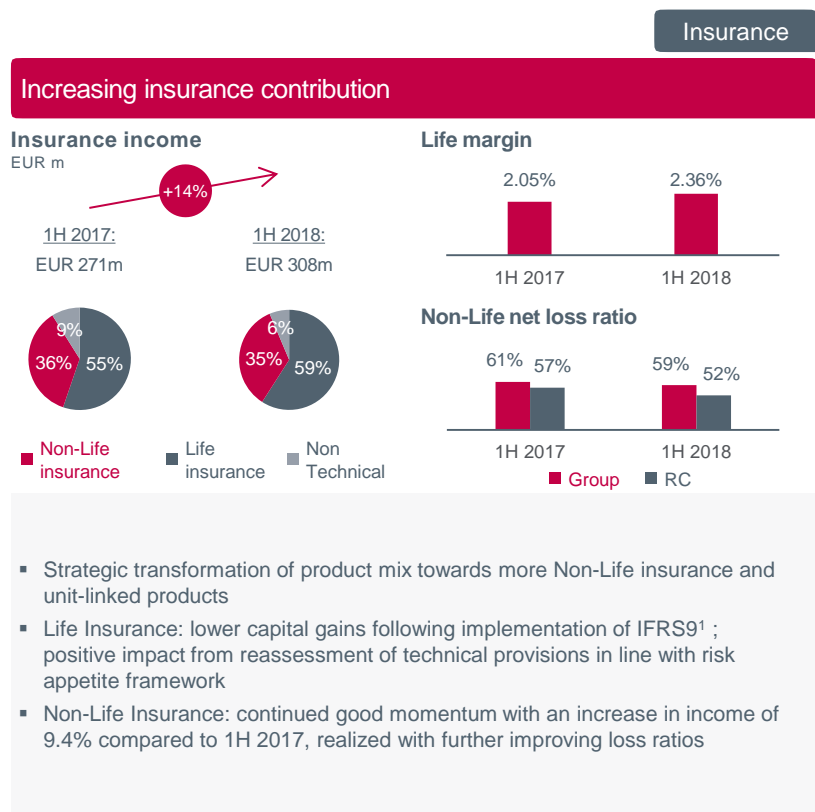 Insurance
Increasing insurance contribution
Insurance income
EUR m
+14%
1H 2017:
EUR 271m
1H 2018:
EUR 308m
9%
36%
55%
6%
35%
59%
Non-Life
insurance
Life
insurance
Non
Technical
Life margin
2.05%
2.36%
1H 2017
1H 2018
Non-Life net loss ratio
61%
57%
59%
52%
1H 2017
1H 2018
Group
RC
▪ Strategic transformation of product mix towards more Non-Life insurance and
unit-linked products
▪ Life Insurance: lower capital gains following implementation of IFRS9¹ ;
positive impact from reassessment of technical provisions in line with risk
appetite framework
▪ Non-Life Insurance: continued good momentum with an increase in income of
9.4% compared to 1H 2017, realized with further improving loss ratios